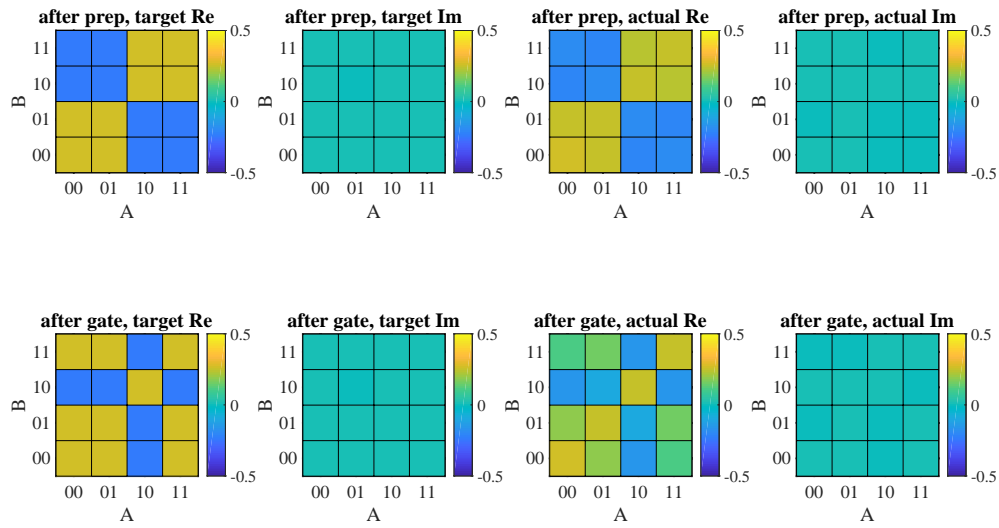 after prep, target Re
after prep, target Im
after prep, actual Re
after prep, actual Im
11
10
01
00
B
00 01 10 11
A
0.5
0
-0.5
11
10
01
00
B
00 01 10 11
A
0.5
0
-0.5
11
10
01
00
B
00 01 10 11
A
0.5
0
-0.5
11
10
01
00
B
00 01 10 11
A
0.5
0
-0.5
after gate, target Re
after gate, target Im
after gate, actual Re
after gate, actual Im
11
10
01
00
B
00 01 10 11
A
0.5
0
-0.5
11
10
01
00
B
00 01 10 11
A
0.5
0
-0.5
11
10
01
00
B
00 01 10 11
A
0.5
0
-0.5
11
10
01
00
B
00 01 10 11
A
0.5
0
-0.5